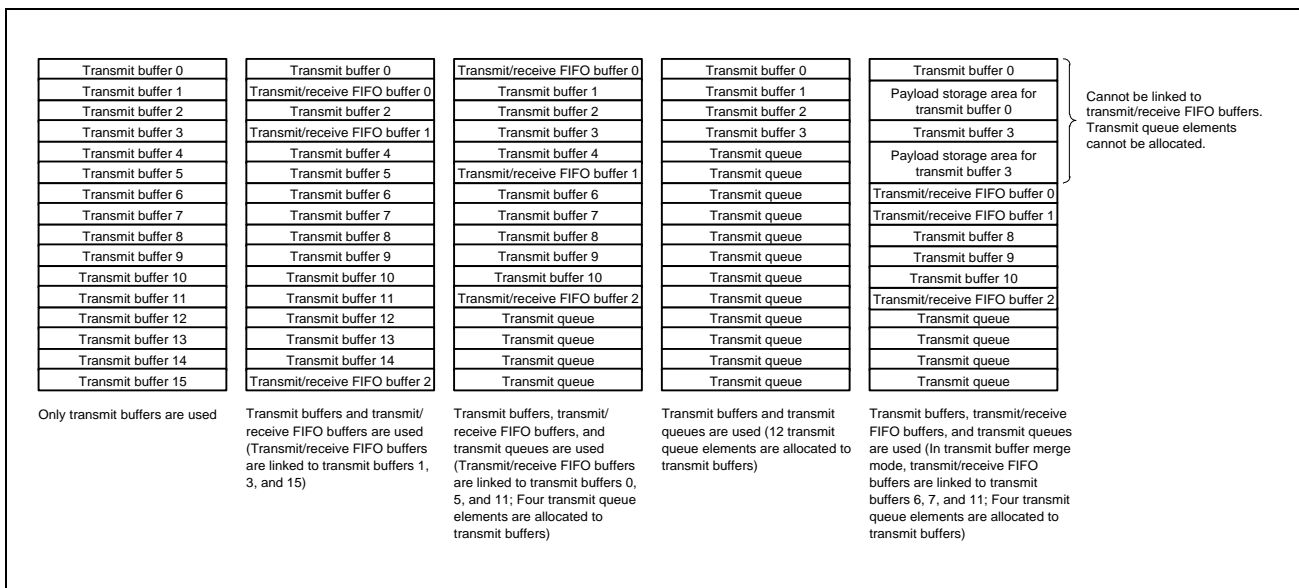 Transmit buffer 0
Transmit buffer 1
Transmit buffer 2
Transmit buffer 3
Transmit buffer 4
Transmit buffer 5
Transmit buffer 6
Transmit buffer 7
Transmit buffer 8
Transmit buffer 9
Transmit buffer 10
Transmit buffer 11
Transmit buffer 12
Transmit buffer 13
Transmit buffer 14
Transmit buffer 15
Only transmit buffers are used
Transmit buffer 0
Transmit/receive FIFO buffer 0
Transmit buffer 2
Transmit/receive FIFO buffer 1
Transmit buffer 4
Transmit buffer 5
Transmit buffer 6
Transmit buffer 7
Transmit buffer 8
Transmit buffer 9
Transmit buffer 10
Transmit buffer 11
Transmit buffer 12
Transmit buffer 13
Transmit buffer 14
Transmit/receive FIFO buffer 2
Transmit buffers and transmit/
receive FIFO buffers are used
(Transmit/receive FIFO buffers
are linked to transmit buffers 1,
3, and 15)
Transmit/receive FIFO buffer 0
Transmit buffer 1
Transmit buffer 2
Transmit buffer 3
Transmit buffer 4
Transmit/receive FIFO buffer 1
Transmit buffer 6
Transmit buffer 7
Transmit buffer 8
Transmit buffer 9
Transmit buffer 10
Transmit/receive FIFO buffer 2
Transmit queue
Transmit queue
Transmit queue
Transmit queue
Transmit buffers, transmit/
receive FIFO buffers, and
transmit queues are used
(Transmit/receive FIFO buffers
are linked to transmit buffers 0,
5, and 11; Four transmit queue
elements are allocated to
transmit buffers)
Transmit buffer 0
Transmit buffer 1
Transmit buffer 2
Transmit buffer 3
Transmit queue
Transmit queue
Transmit queue
Transmit queue
Transmit queue
Transmit queue
Transmit queue
Transmit queue
Transmit queue
Transmit queue
Transmit queue
Transmit queue
Transmit buffers and transmit
queues are used (12 transmit
queue elements are allocated to
transmit buffers)
Transmit buffer 0
Payload storage area for
transmit buffer 0
Transmit buffer 3
Payload storage area for
transmit buffer 3
Transmit/receive FIFO buffer 0
Transmit/receive FIFO buffer 1
Transmit buffer 8
Transmit buffer 9
Transmit buffer 10
Transmit/receive FIFO buffer 2
Transmit queue
Transmit queue
Transmit queue
Transmit queue
Transmit buffers, transmit/receive
FIFO buffers, and transmit queues
are used (In transmit buffer merge
mode, transmit/receive FIFO
buffers are linked to transmit
buffers 6, 7, and 11; Four transmit
queue elements are allocated to
transmit buffers)
Cannot be linked to
transmit/receive FIFO buffers.
Transmit queue elements
cannot be allocated.